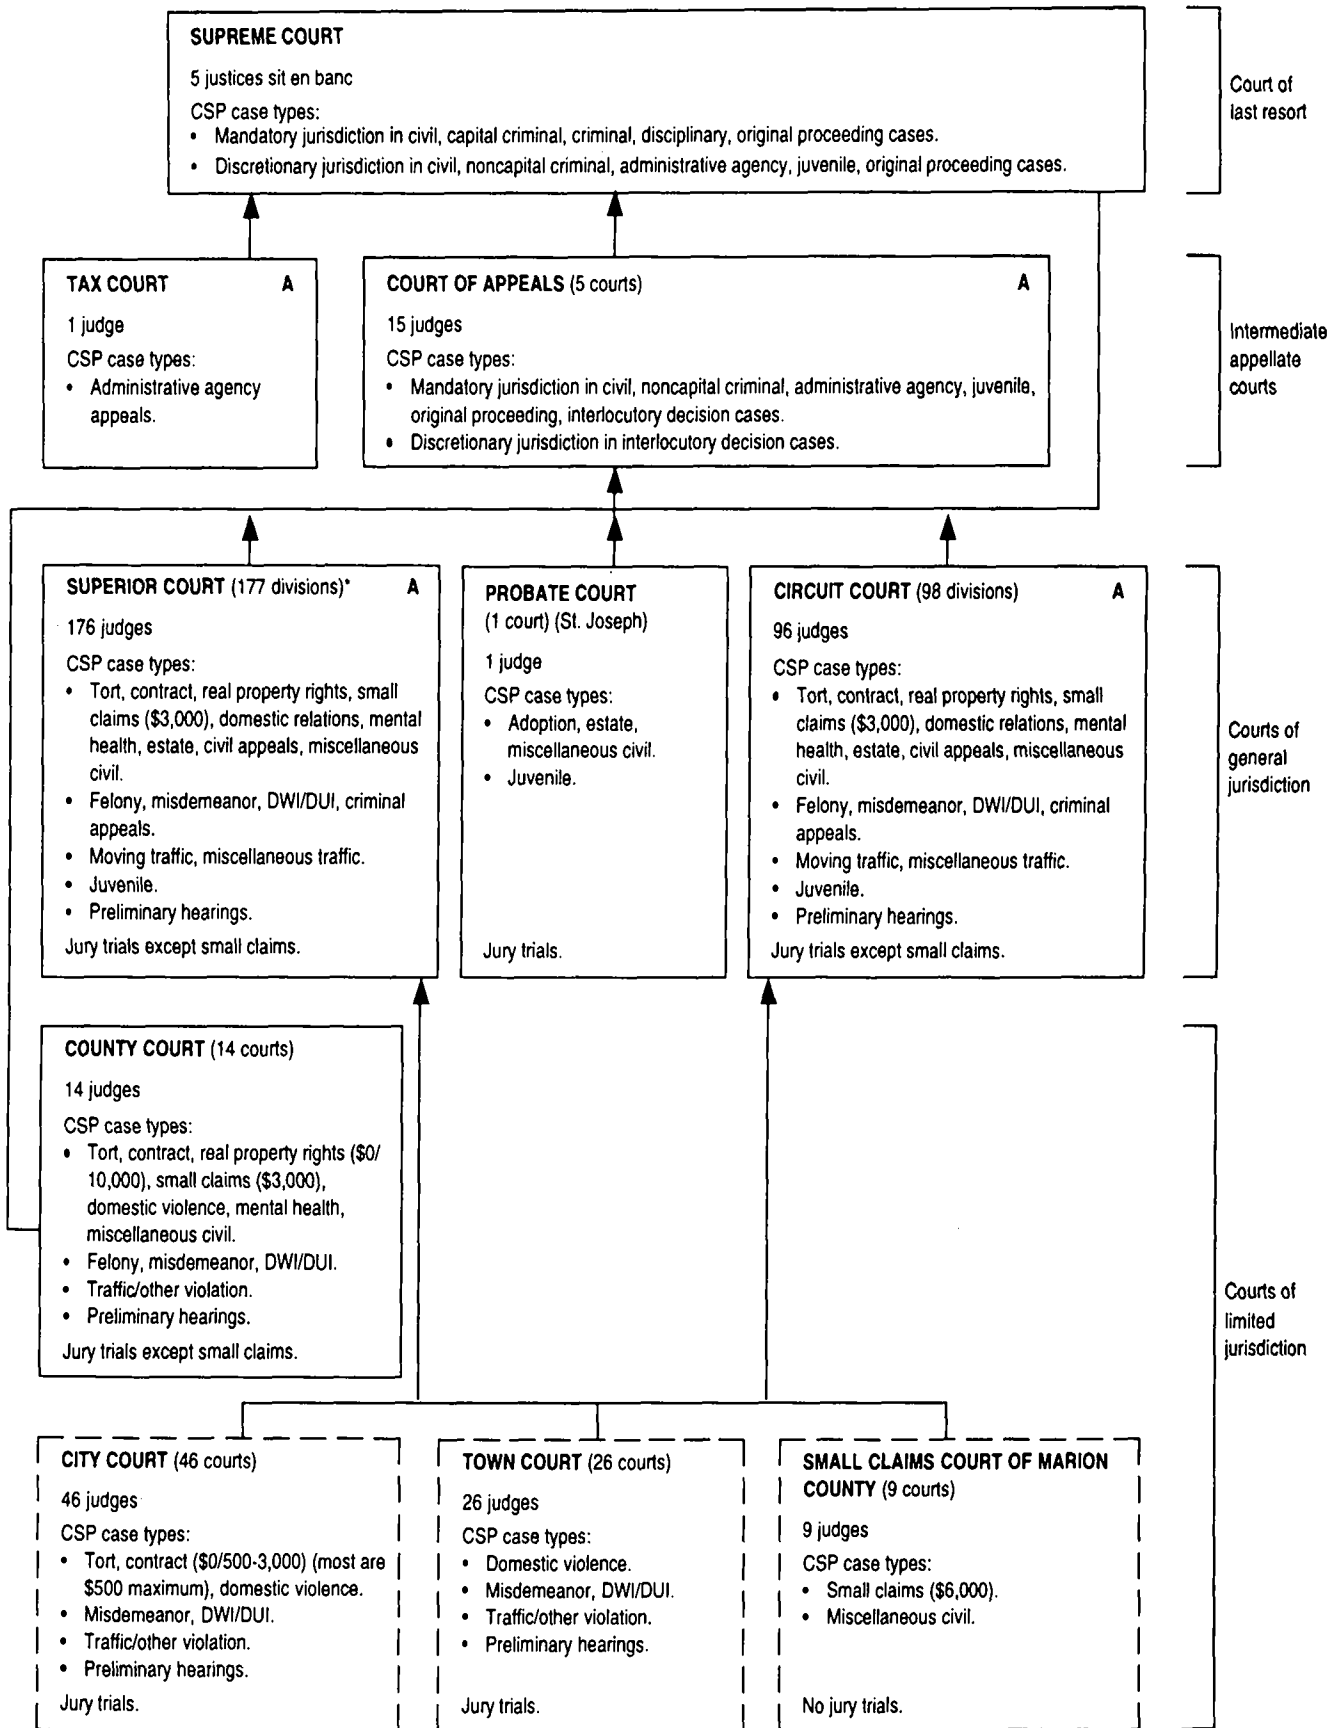 SUPREME COURT
5 justices sit en banc
CSP case types:
• Mandatory jurisdiction in civil, capital criminal, criminal, disciplinary, original proceeding cases.
• Discretionary jurisdiction in civil, noncapital criminal, administrative agency, juvenile, original proceeding cases.
Court of
last resort
TAX COURT A
1 judge
CSP case types:
• Administrative agency
appeals.
COURT OF APPEALS (5 courts) A
15 judges
CSP case types:
• Mandatory jurisdiction in civil, noncapital criminal, administrative agency, juvenile,
original proceeding, interlocutory decision cases.
• Discretionary jurisdiction in interlocutory decision cases.
Intermediate
appellate
courts
SUPERIOR COURT (177 divisions)* A
176 judges
CSP case types:
• Tort, contract, real property rights, small
claims ($3,000), domestic relations, mental
health, estate, civil appeals, miscellaneous
civil.
• Felony, misdemeanor, DWI/DUI, criminal
appeals.
• Moving traffic, miscellaneous traffic.
• Juvenile.
• Preliminary hearings.
Jury trials except small claims.
PROBATE COURT
(1 court) (St. Joseph)
1 judge
CSP case types:
• Adoption, estate,
miscellaneous civil.
• Juvenile.
Jury trials.
CIRCUIT COURT (98 divisions) A
96 judges
CSP case types:
• Tort, contract, real property rights, small
claims ($3,000), domestic relations, mental
health, estate, civil appeals, miscellaneous
civil.
• Felony, misdemeanor, DWI/DUI, criminal
appeals.
• Moving traffic, miscellaneous traffic.
• Juvenile.
• Preliminary hearings.
Jury trials except small claims.
Courts of
general
jurisdiction
COUNTY COURT (14 courts)
14 judges
CSP case types:
• Tort, contract, real property rights ($0/
10,000), small claims ($3,000),
domestic violence, mental health,
miscellaneous civil.
• Felony, misdemeanor, DWI/DUI.
• Traffic/other violation.
• Preliminary hearings.
Jury trials except small claims.
Courts of
limited
jurisdiction
CITY COURT (46 courts)
46 judges
CSP case types:
• Tort, contract ($0/500-3,000) (most are
$500 maximum), domestic violence.
• Misdemeanor, DWI/DUI.
• Traffic/other violation.
• Preliminary hearings.
Jury trials.
TOWN COURT (26 courts)
26 judges
CSP case types:
• Domestic violence.
• Misdemeanor, DWI/DUI.
• Traffic/other violation.
• Preliminary hearings.
Jury trials.
SMALL CLAIMS COURT OF MARION
COUNTY (9 courts)
9 judges
CSP case types:
• Small claims ($6,000).
• Miscellaneous civil.
No jury trials.